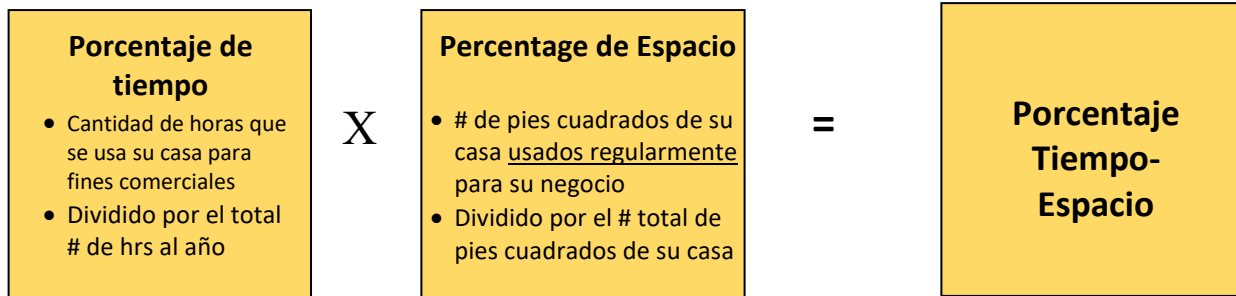 Porcentaje de
tiempo
• Cantidad de horas que
se usa su casa para
fines comerciales
• Dividido por el total
# de hrs al año
X
Percentage de Espacio
• # de pies cuadrados de su
casa usados regularmente
para su negocio
• Dividido por el # total de
pies cuadrados de su casa
=
Porcentaje
Tiempo-
Espacio